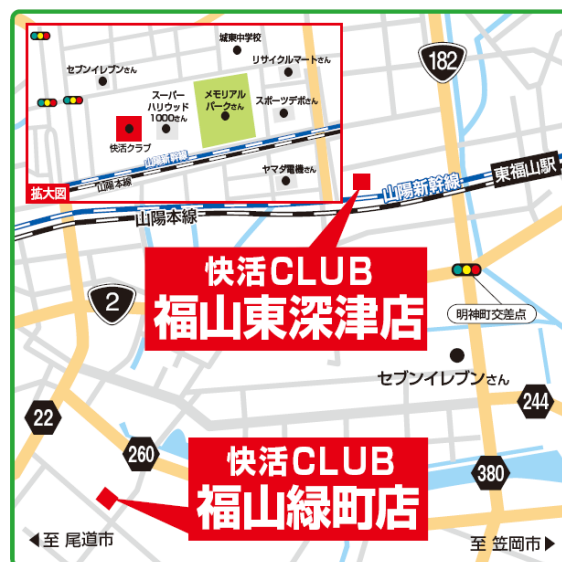 城東中学校
リサイクルマートさん
セブンイレブンさん
スーパー
ハリウッド
1000さん
メモリアル
パークさん
スポーツデポさん
快活クラブ
山陽新幹線
山陽本線
ヤマダ電機さん
拡大図
182
山陽新幹線
東福山駅
山陽本線
快活CLUB
福山東深津店
2
明神町交差点
セブンイレブンさん
22
244
260
快活CLUB
福山緑町店
380
至 尾道市
至 笠岡市